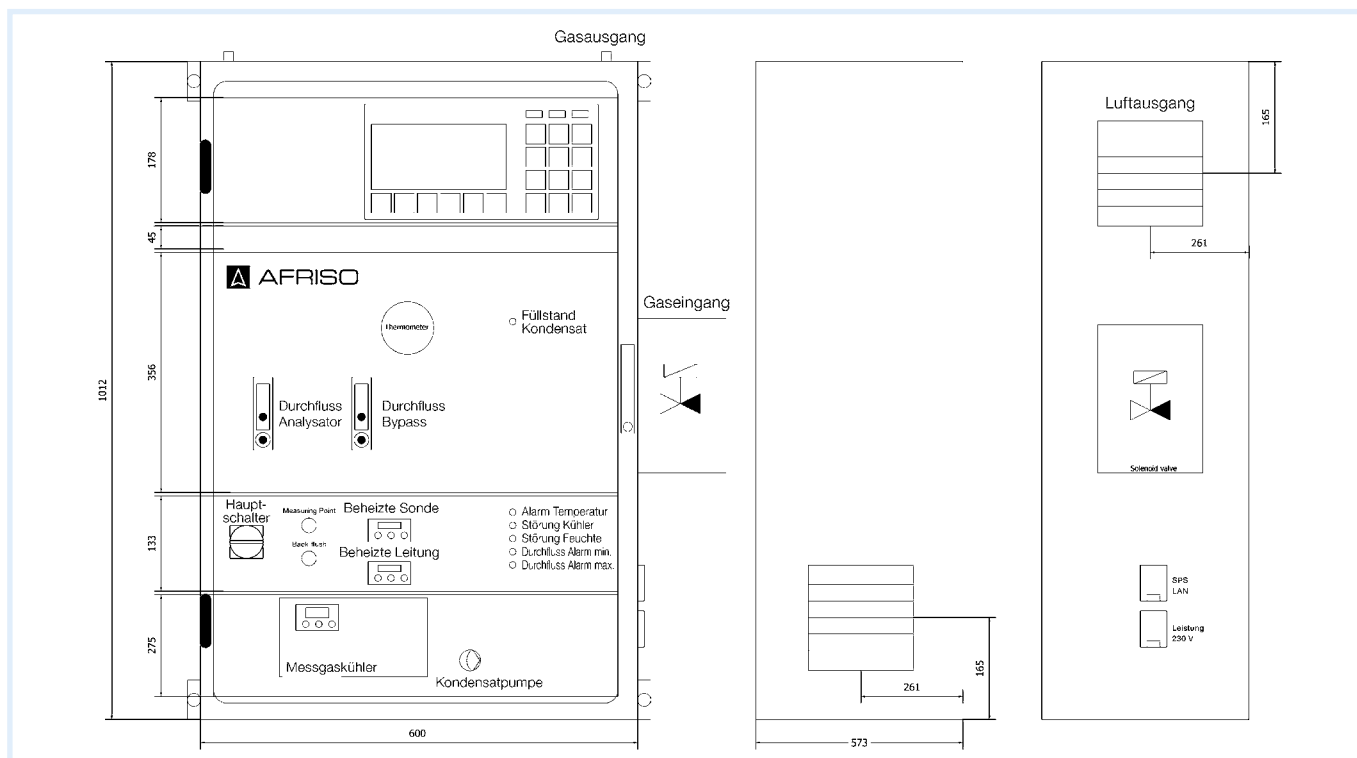 Gasausgang
Luftausgang
165
178
261
45
AFRISO
Gaseingang
Thermometer
Füllstand
Kondensat
356
1012
Durchfluss
Analysator
Durchfluss
Bypass
Solenoid valve
Haupt-
schalter
Measuring Point
Beheizte Sonde
Back flush
Beheizte Leitung
Alarm Temperatur
Störung Kühler
Störung Feuchte
Durchfluss Alarm min.
Durchfluss Alarm max.
133
SPS
LAN
Leistung
230 V
275
Messgaskühler
Kondensatpumpe
165
261
600
573